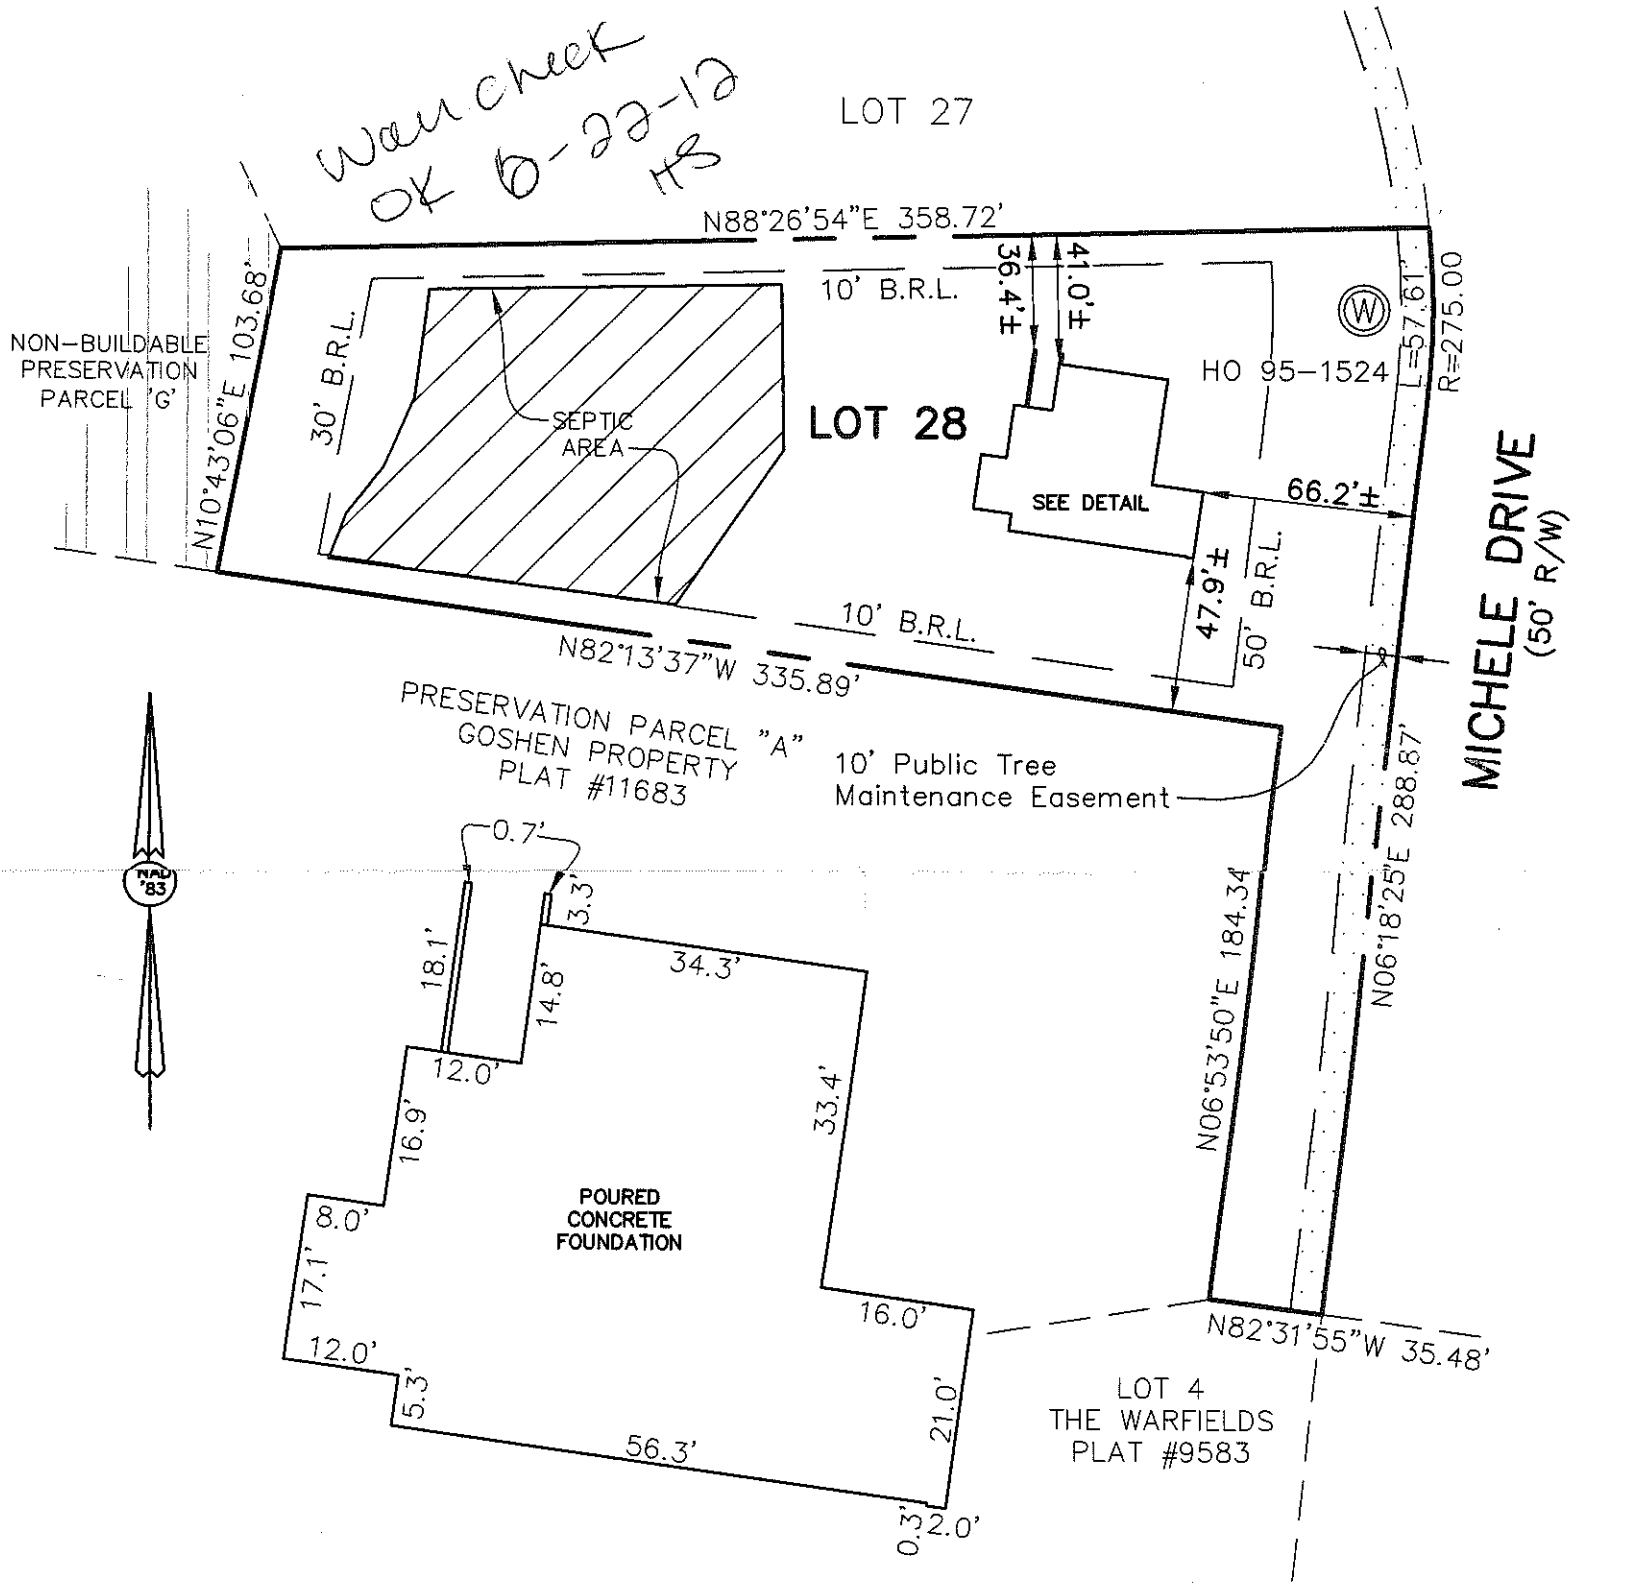 Wall check
OK 6-22-12
HS
LOT 27
N88°26'54"E 358.72'
36.4'±
41.0'±
10' B.R.L.
W
HO 95-1524
L=57.61'
R=275.00
NON-BUILDABLE
PRESERVATION
PARCEL 'G'
N10°43'06"E 103.68'
30' B.R.L.
SEPTIC
AREA
LOT 28
SEE DETAIL
66.2'±
47.9'±
50' B.R.L.
10' B.R.L.
MICHELE DRIVE
(50' R/W)
N82°13'37"W 335.89'
PRESERVATION PARCEL "A"
GOSHEN PROPERTY
PLAT #11683
10' Public Tree
Maintenance Easement
N06°18'25"E 288.87'
N06°53'50"E 184.34'
NAD
'83
0.7'
3.3'
18.1'
14.8'
34.3'
12.0'
33.4'
16.9'
8.0'
17.1'
POURED
CONCRETE
FOUNDATION
12.0'
5.3'
16.0'
21.0'
56.3'
0.3'
2.0'
N82°31'55"W 35.48'
LOT 4
THE WARFIELDS
PLAT #9583